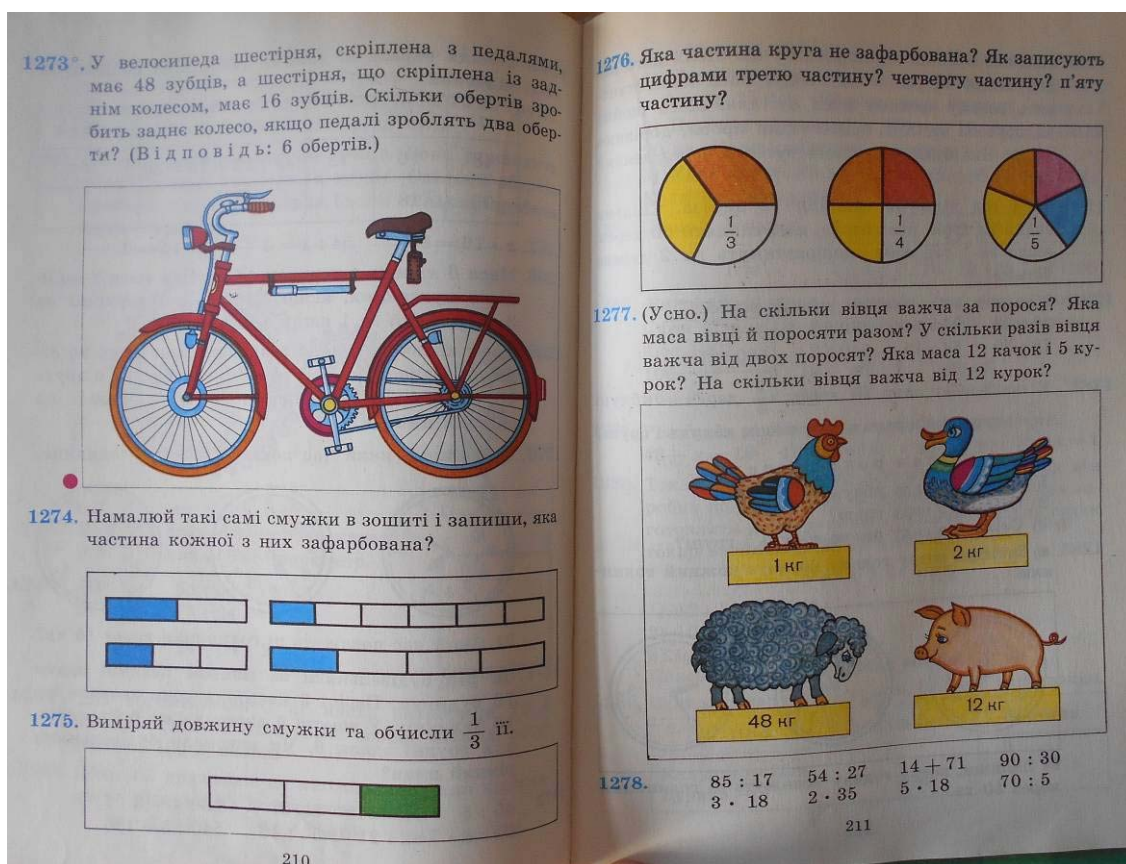 1273*. У велосипеда шестірня, скріплена з педалями,
має 48 зубців, а шестірня, що скріплена із зад-
нім колесом, має 16 зубців. Скільки обертів зро-
бить заднє колесо, якщо педалі зроблять два обер-
ти? (Відповідь: 6 обертів.)
1274. Намалюй такі самі смужки в зошиті і запиши, яка
частина кожної з них зафарбована?
1275. Виміряй довжину смужки та обчисли 1/3 її.
210
1276. Яка частина круга не зафарбована? Як записують
цифрами третю частину? четверту частину? п'яту
частину?
1/3 1/4 1/5
1277. (Усно.) На скільки вівця важча за порося? Яка
маса вівці й поросяти разом? У скільки разів вівця
важча від двох поросят? Яка маса 12 качок і 5 ку-
рок? На скільки вівця важча від 12 курок?
1 кг 2 кг
48 кг 12 кг
1278. 85 : 17 54 : 27 14 + 71 90 : 30
3 · 18 2 · 35 5 · 18 70 : 5
211